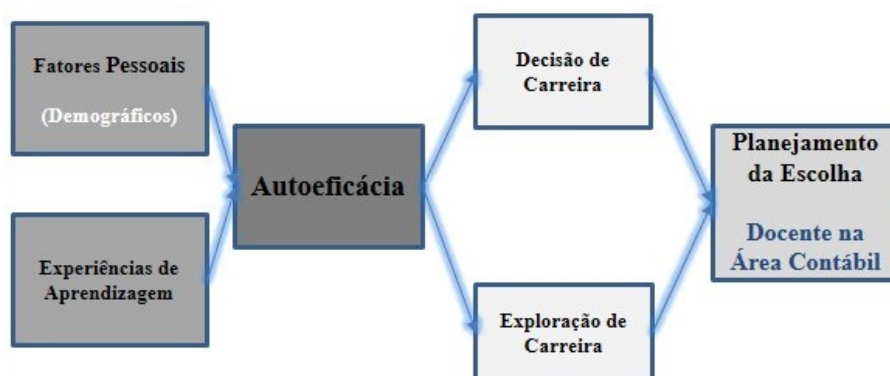 Fatores Pessoais
(Demográficos)
Experiências de
Aprendizagem
Autoeficácia
Decisão de
Carreira
Exploração de
Carreira
Planejamento
da Escolha
Docente na
Área Contábil